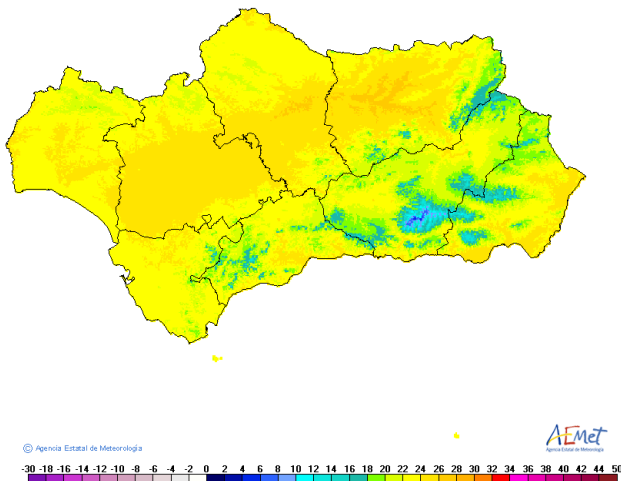 © Agencia Estatal de Meteorología
AEmet
Agencia Estatal de Meteorología
-30 -18 -16 -14 -12 -10 -8 -6 -4 -2 0 2 4 6 8 10 12 14 16 18 20 22 24 26 28 30 32 34 36 38 40 42 44 50